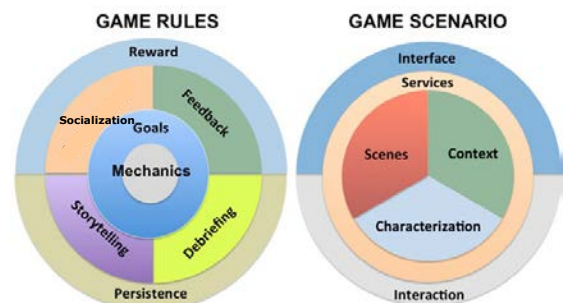 GAME RULES
Reward
Socialization
Feedback
Goals
Mechanics
Storytelling
Debriefing
Persistence
GAME SCENARIO
Interface
Services
Scenes
Context
Characterization
Interaction